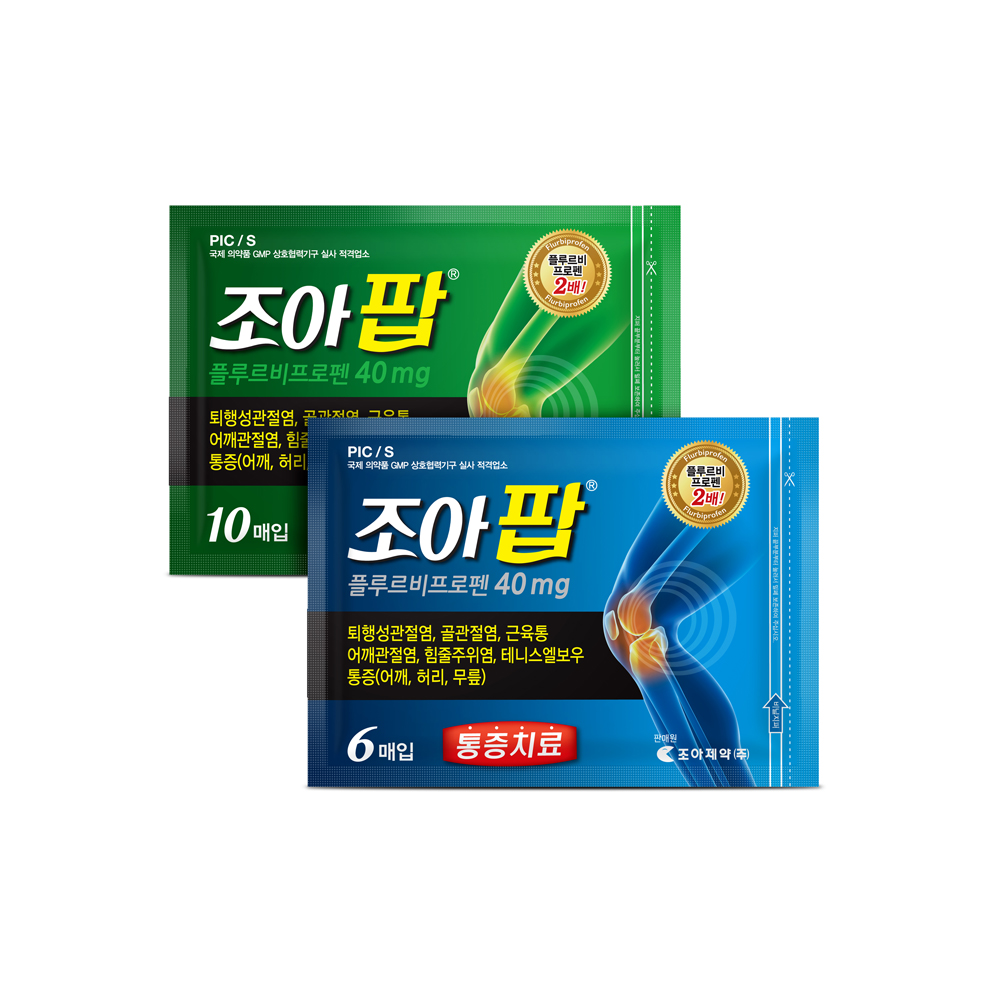 PIC / S
국제 의약품 GMP 상호협력기구 실사 적격업소
조아팝®
플루르비프로펜 40 mg
Flurbiprofen
플루르비
프로펜
2배!
Flurbiprofen
퇴행성관절염, 골관절염, 근육통
어깨관절염, 힘줄
통증(어깨, 허리
10 매입
PIC / S
국제 의약품 GMP 상호협력기구 실사 적격업소
조아팝®
플루르비프로펜 40 mg
Flurbiprofen
플루르비
프로펜
2배!
Flurbiprofen
퇴행성관절염, 골관절염, 근육통
어깨관절염, 힘줄주위염, 테니스엘보우
통증(어깨, 허리, 무릎)
6 매입
통증치료
판매원
조아제약(주)
비닐지퍼